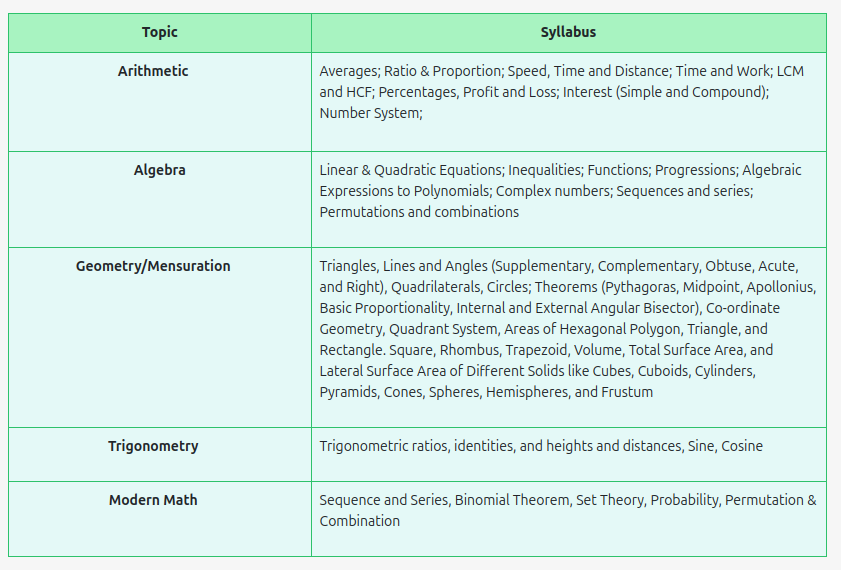 Topic
Syllabus
Arithmetic
Averages; Ratio & Proportion; Speed, Time and Distance; Time and Work; LCM
and HCF; Percentages, Profit and Loss; Interest (Simple and Compound);
Number System;
Algebra
Linear & Quadratic Equations; Inequalities; Functions; Progressions; Algebraic
Expressions to Polynomials; Complex numbers; Sequences and series;
Permutations and combinations
Geometry/Mensuration
Triangles, Lines and Angles (Supplementary, Complementary, Obtuse, Acute,
and Right), Quadrilaterals, Circles; Theorems (Pythagoras, Midpoint, Apollonius,
Basic Proportionality, Internal and External Angular Bisector), Co-ordinate
Geometry, Quadrant System, Areas of Hexagonal Polygon, Triangle, and
Rectangle. Square, Rhombus, Trapezoid, Volume, Total Surface Area, and
Lateral Surface Area of Different Solids like Cubes, Cuboids, Cylinders,
Pyramids, Cones, Spheres, Hemispheres, and Frustum
Trigonometry
Trigonometric ratios, identities, and heights and distances, Sine, Cosine
Modern Math
Sequence and Series, Binomial Theorem, Set Theory, Probability, Permutation &
Combination